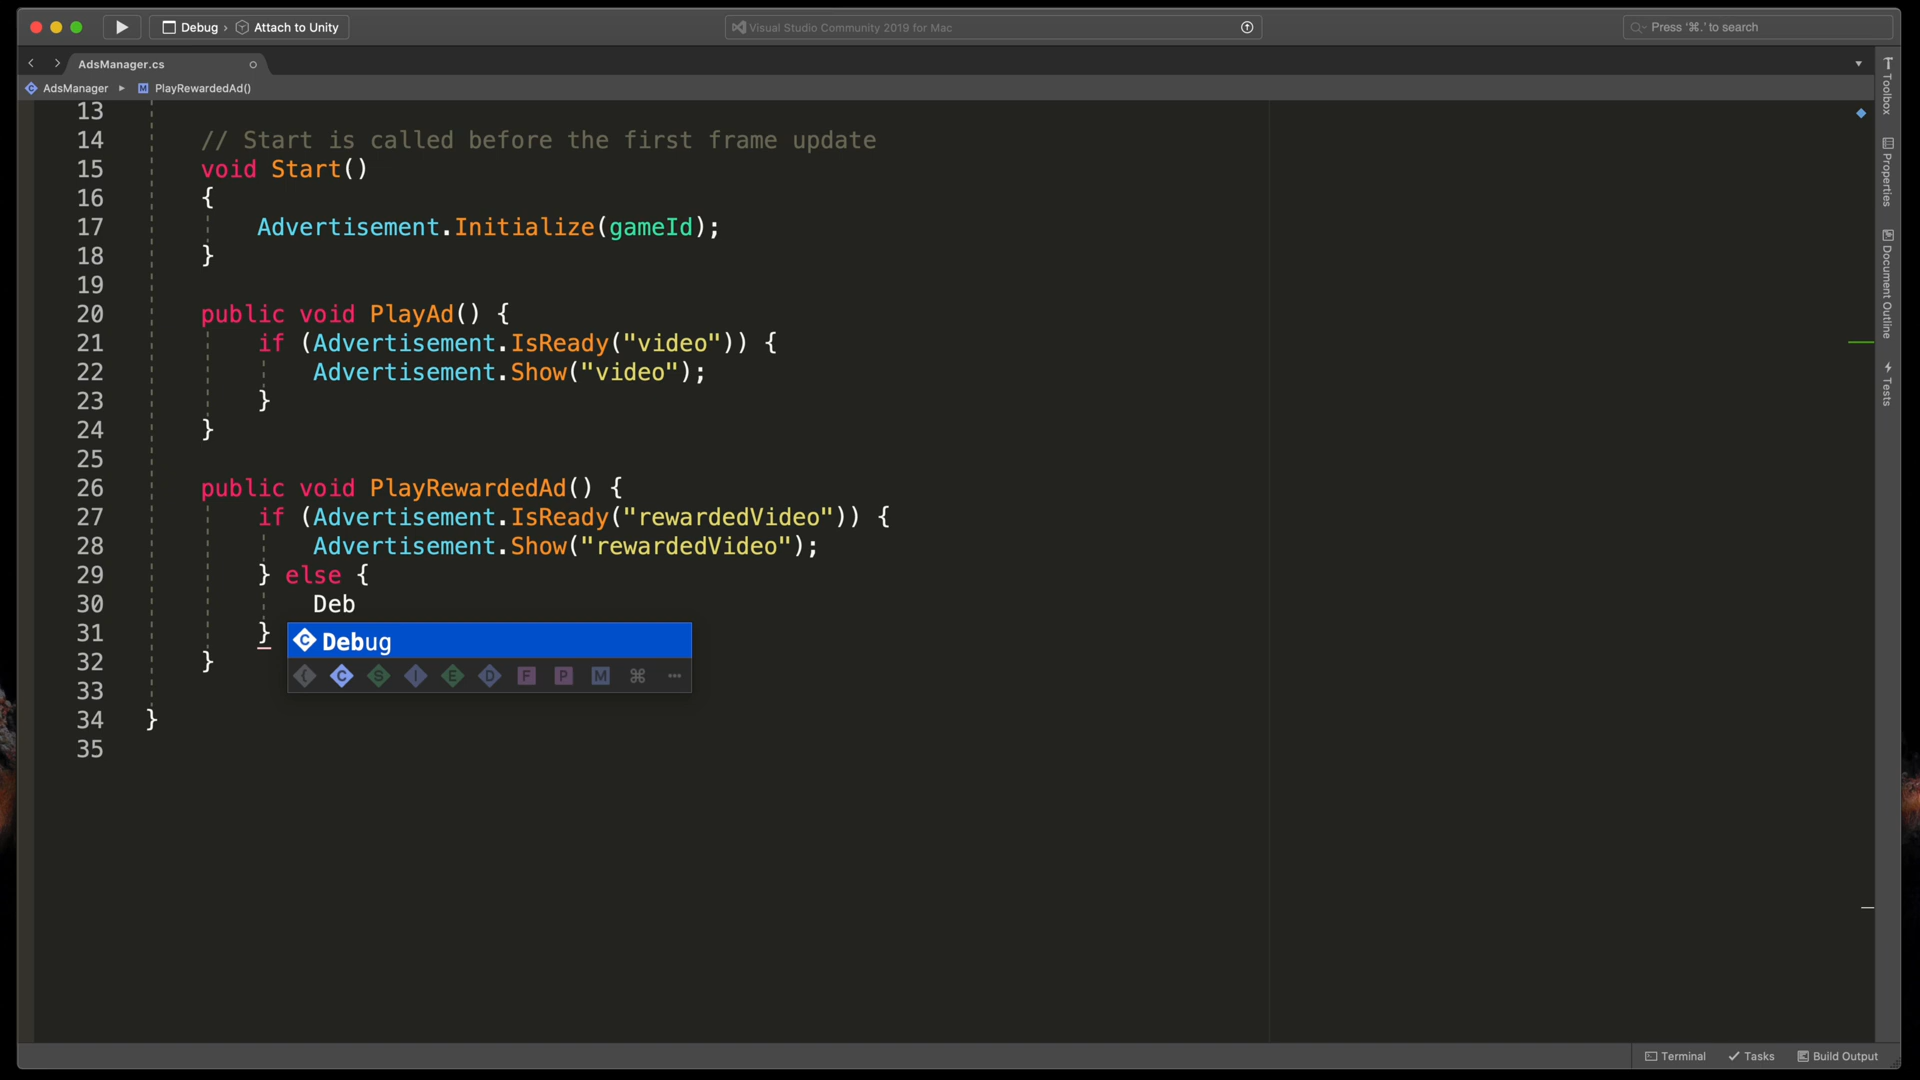 Debug › Attach to Unity
Visual Studio Community 2019 for Mac
Press '⌘.' to search
AdsManager.cs
AdsManager ▸ M PlayRewardedAd()
13
14 // Start is called before the first frame update
15 void Start()
16 {
17 Advertisement.Initialize(gameId);
18 }
19
20 public void PlayAd() {
21 if (Advertisement.IsReady("video")) {
22 Advertisement.Show("video");
23 }
24 }
25
26 public void PlayRewardedAd() {
27 if (Advertisement.IsReady("rewardedVideo")) {
28 Advertisement.Show("rewardedVideo");
29 } else {
30 Deb
31 }
C Debug
{ C S I E D F P M ⌘ ···
32 }
33
34 }
35
Toolbox
Properties
Document Outline
Tests
Terminal
Tasks
Build Output